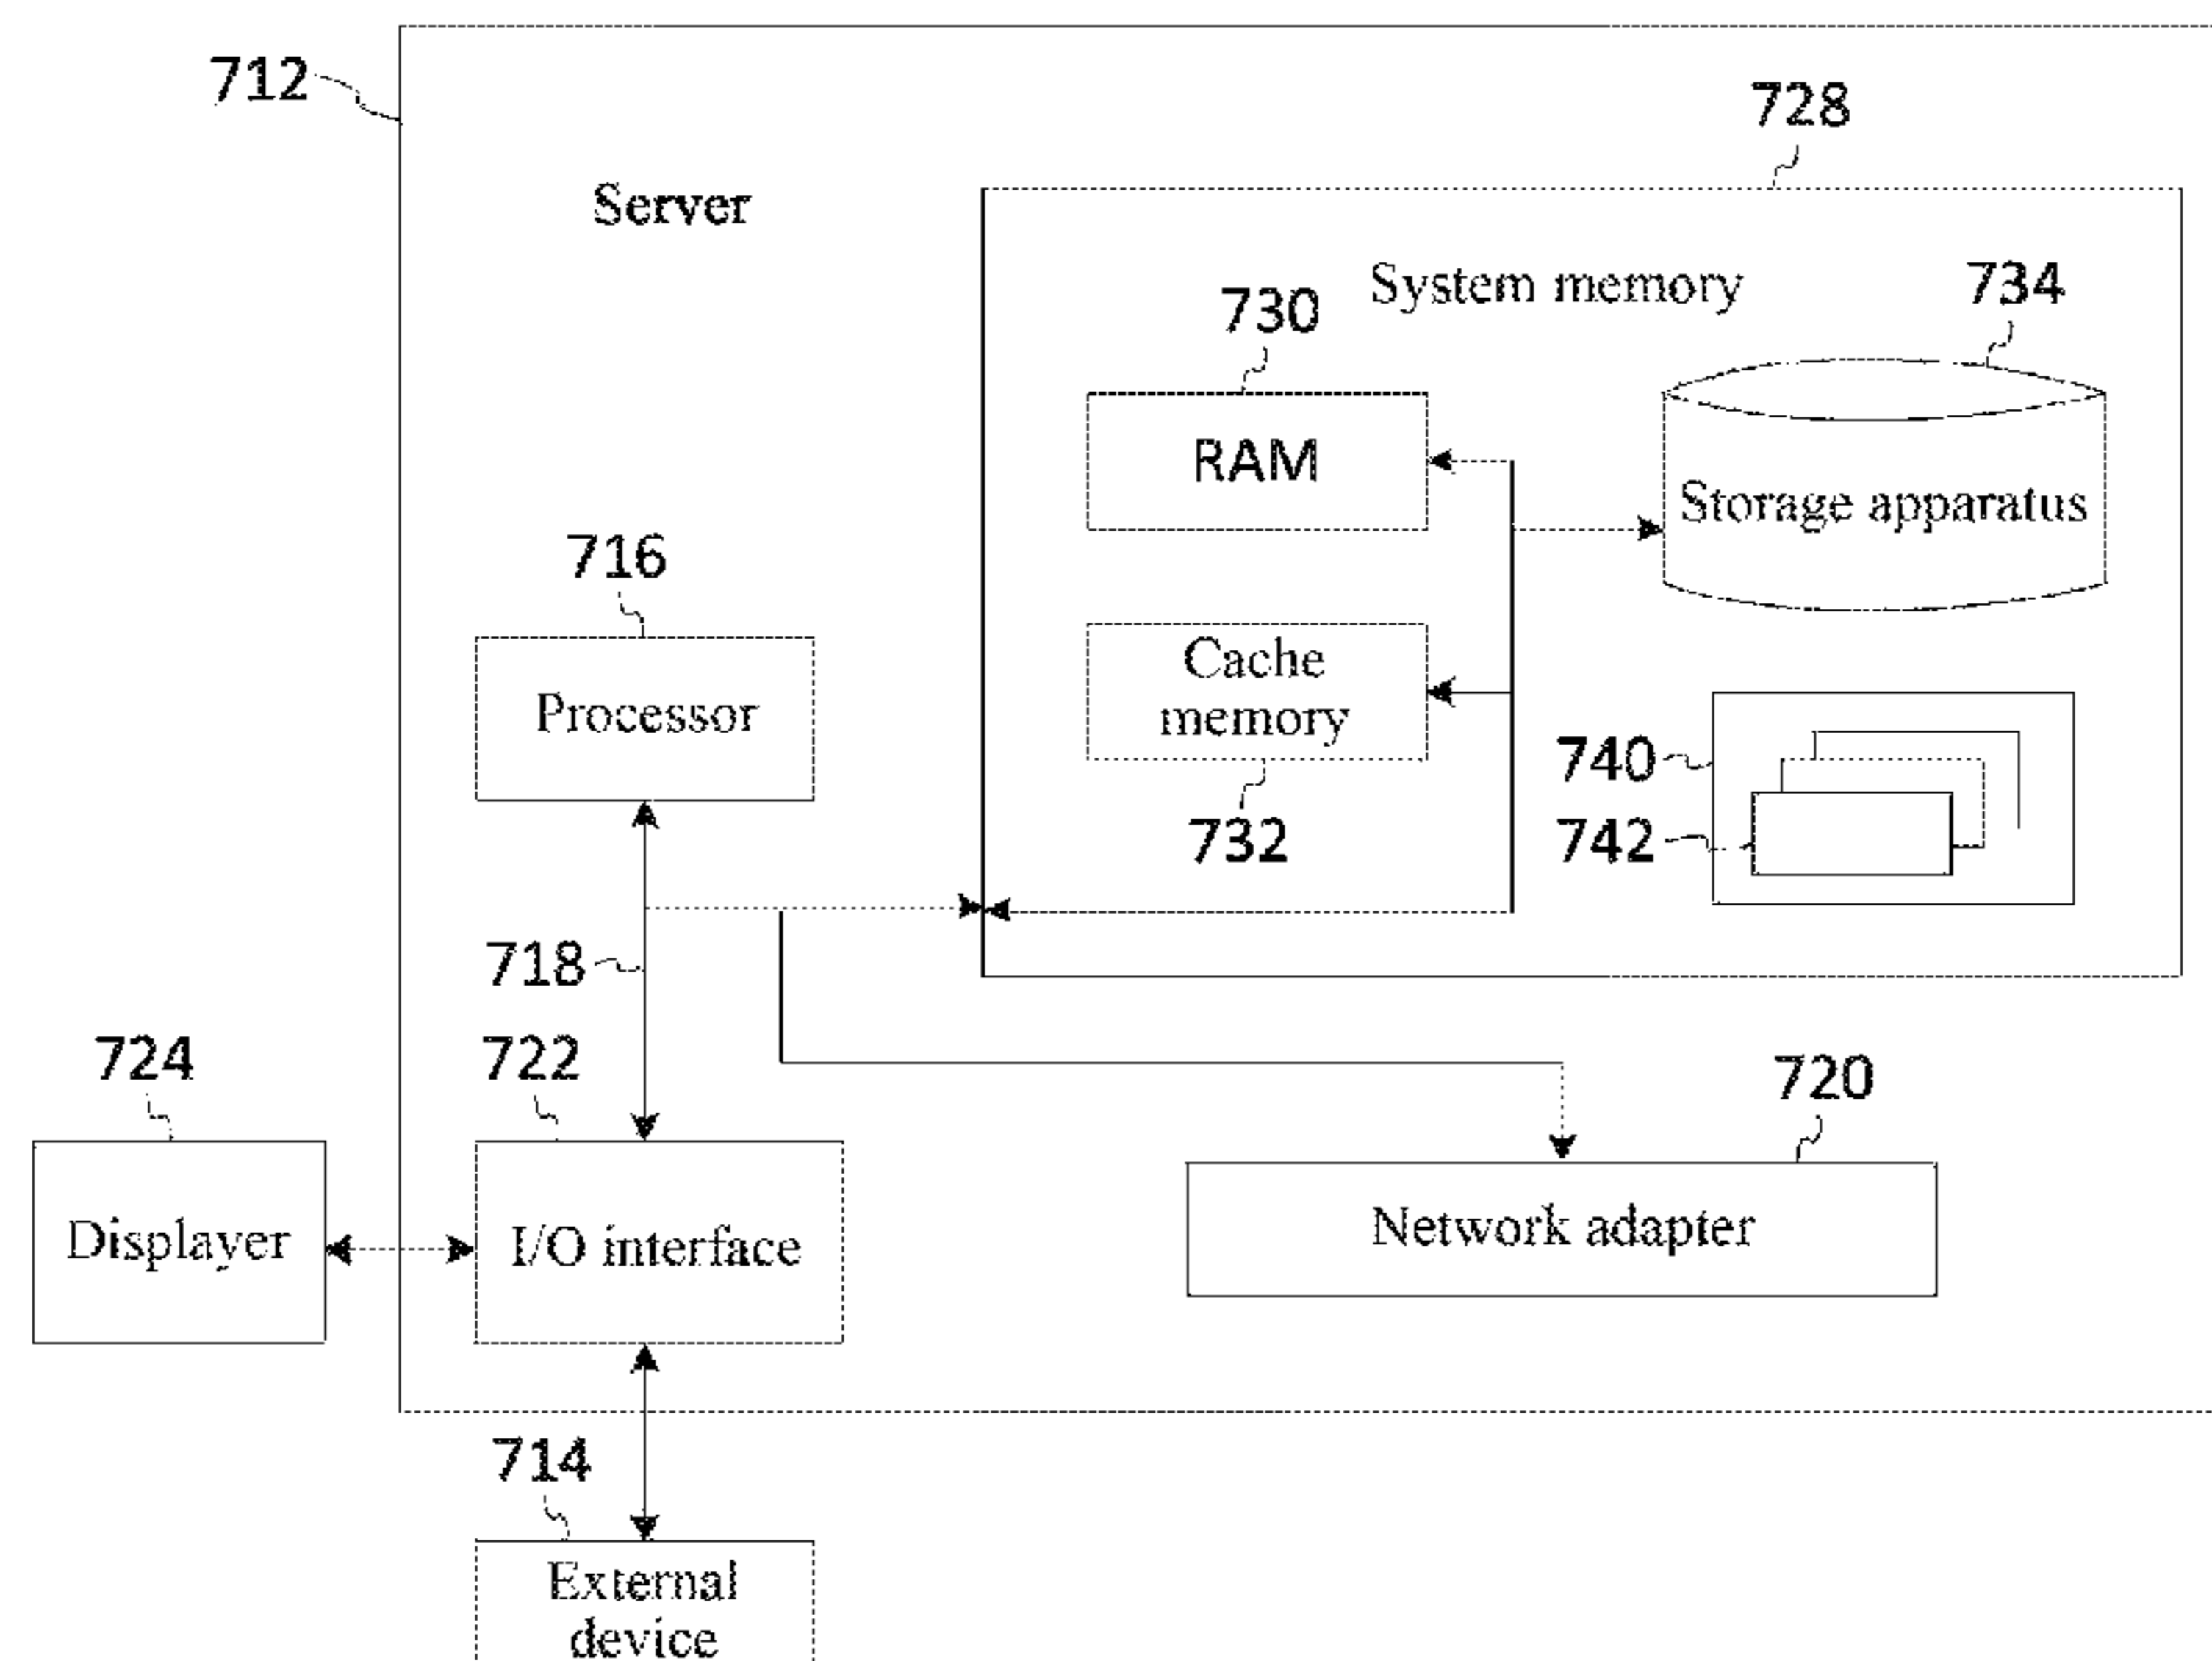 712
728
Server
System memory
734
730
RAM
Storage apparatus
716
Processor
Cache
memory
740
732
742
718
724
722
720
Displayer
I/O interface
Network adapter
714
External
device